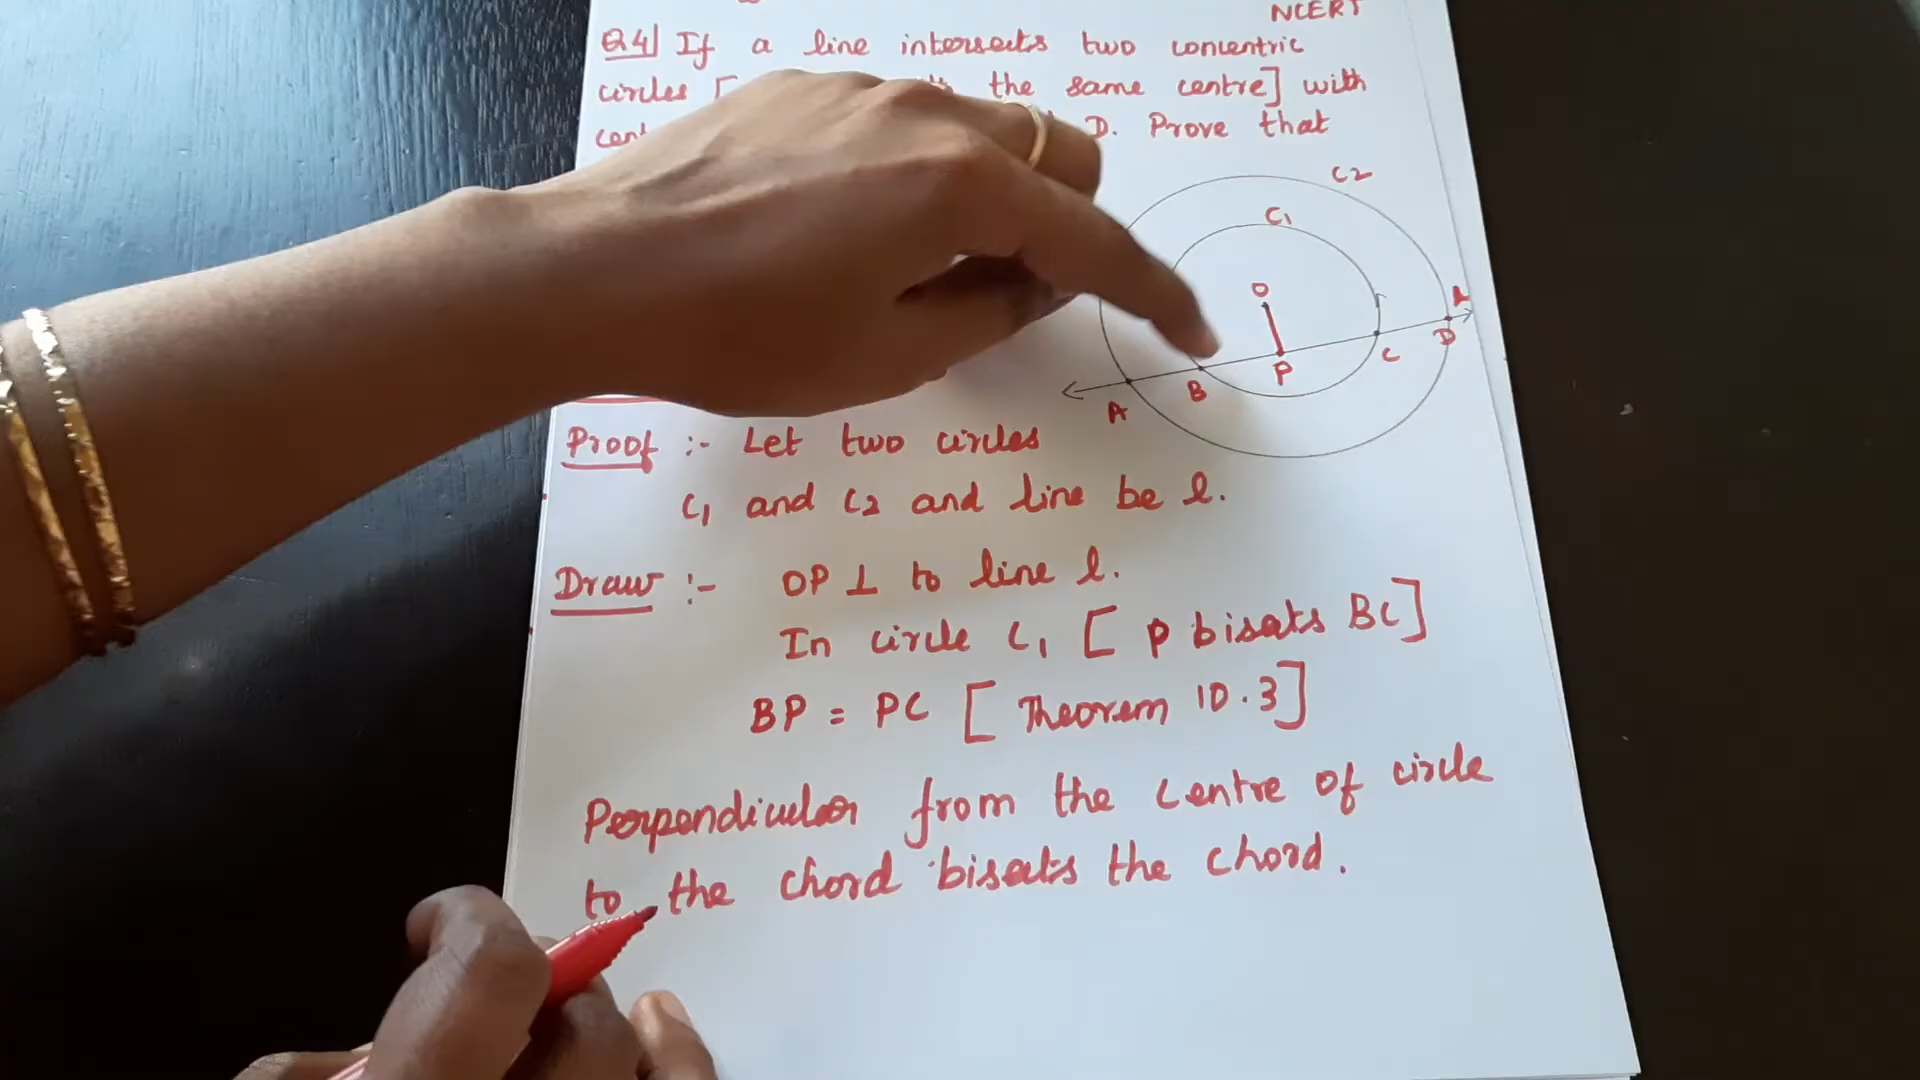 NCERT
Q4| If a line intersects two concentric
circles [ the same centre] with
D. Prove that
C2
C1
O
l
D
C
P
B
A
Proof :- Let two circles
C1 and C2 and line be l.
Draw :- OP ⊥ to line l.
In circle C1 [ P bisects BC]
BP = PC [ Theorem 10.3]
Perpendicular from the centre of circle
to the chord bisects the chord.